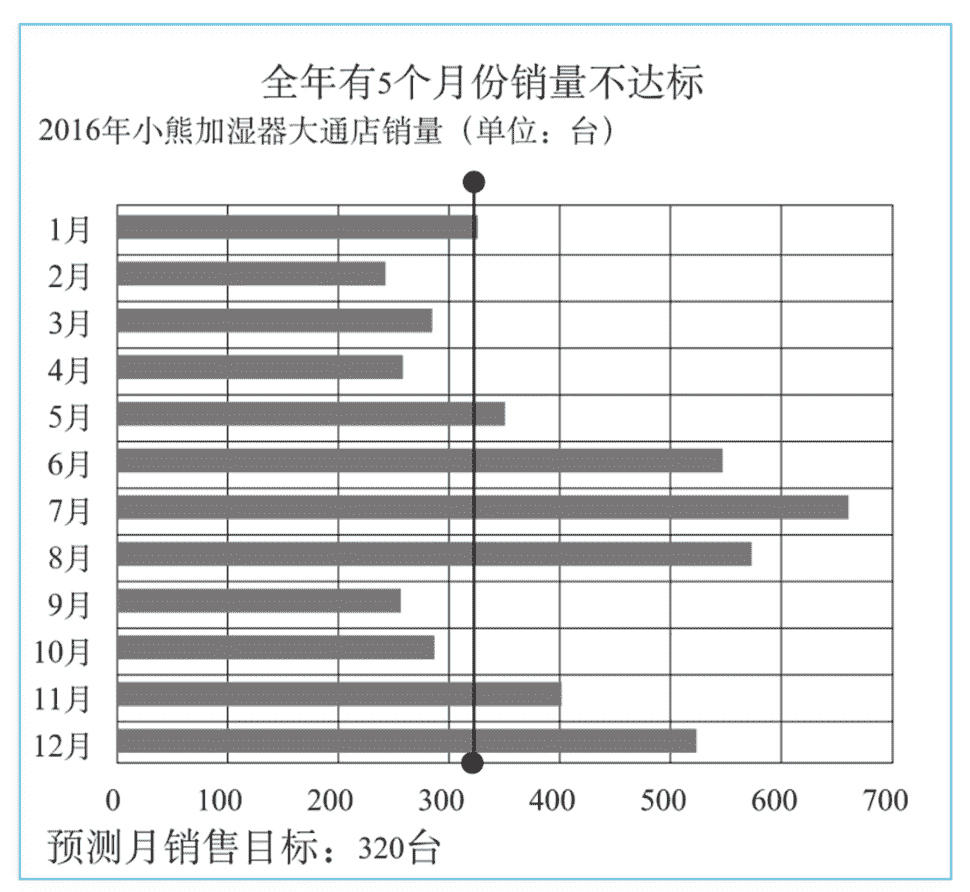 全年有5个月份销量不达标
2016年小熊加湿器大通店销量（单位：台）
1月
2月
3月
4月
5月
6月
7月
8月
9月
10月
11月
12月
0 100 200 300 400 500 600 700
预测月销售目标：320台